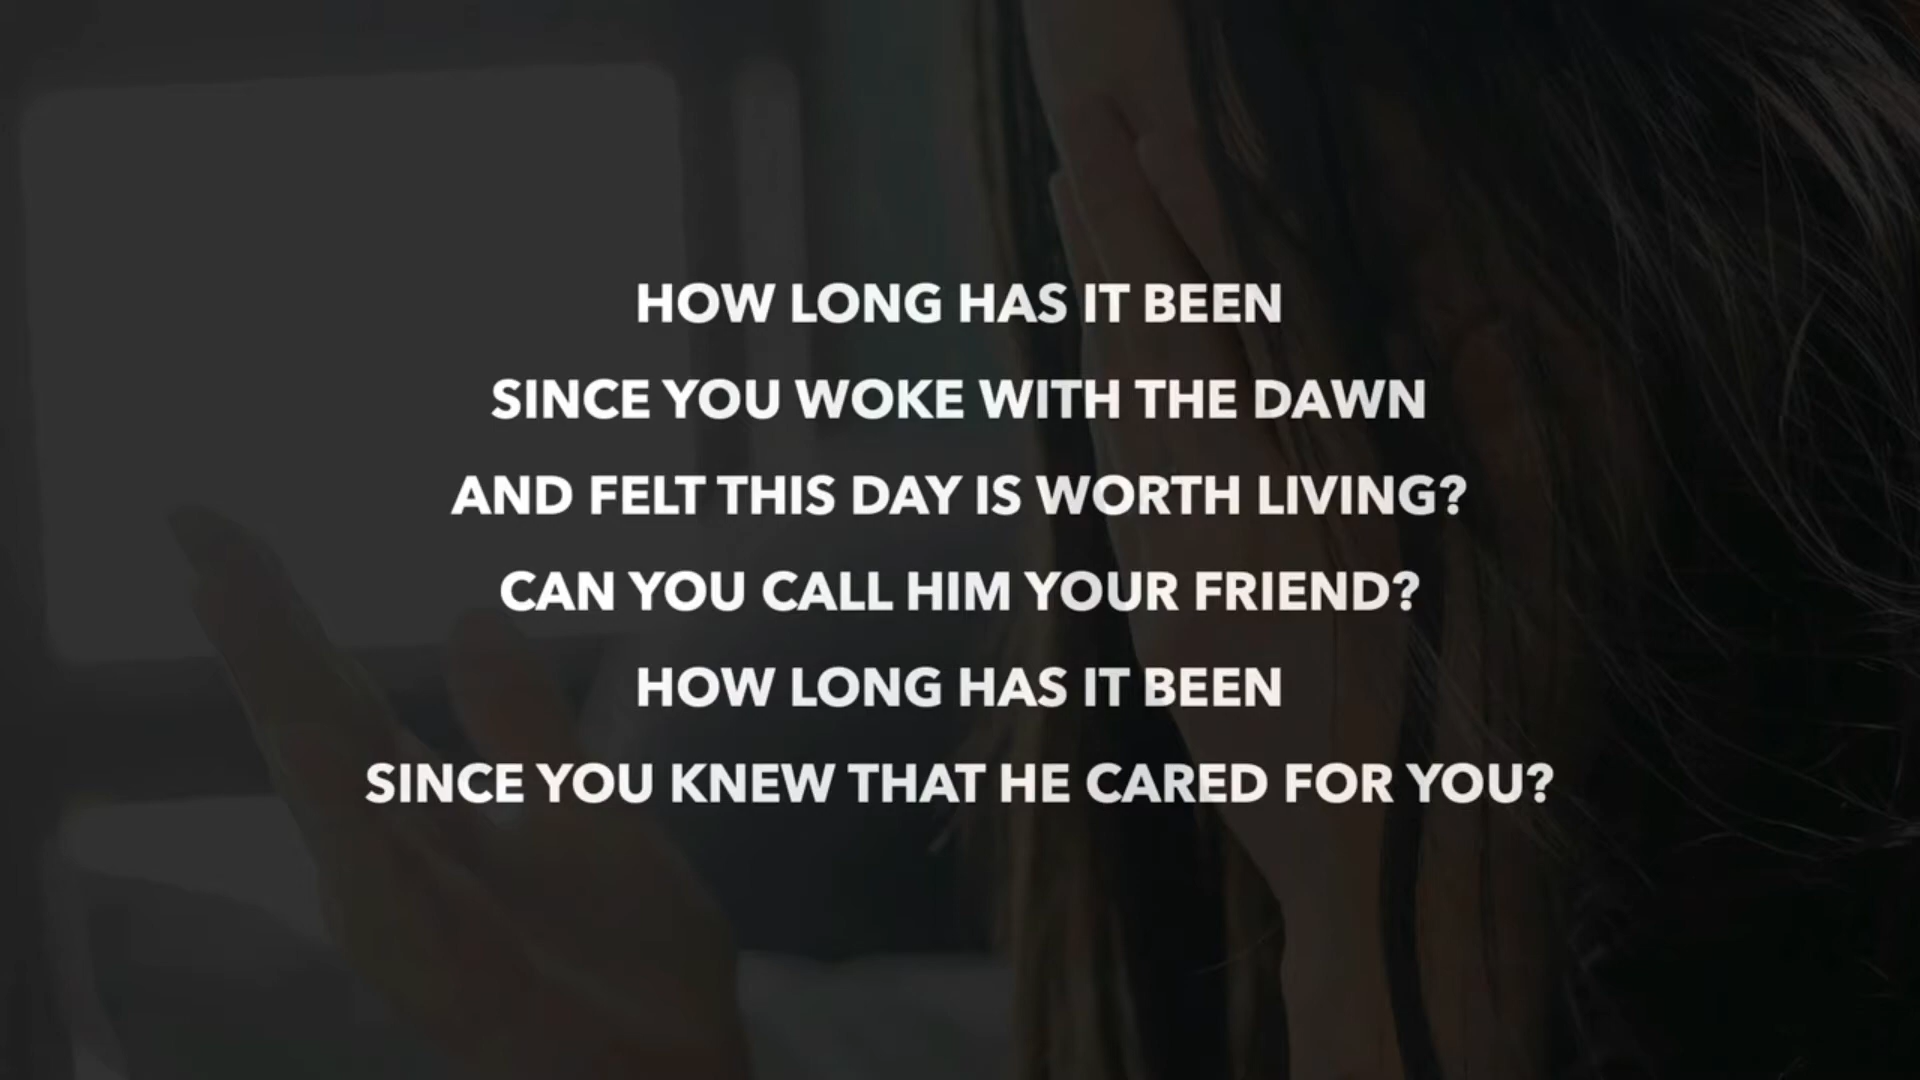 HOW LONG HAS IT BEEN
SINCE YOU WOKE WITH THE DAWN
AND FELT THIS DAY IS WORTH LIVING?
CAN YOU CALL HIM YOUR FRIEND?
HOW LONG HAS IT BEEN
SINCE YOU KNEW THAT HE CARED FOR YOU?